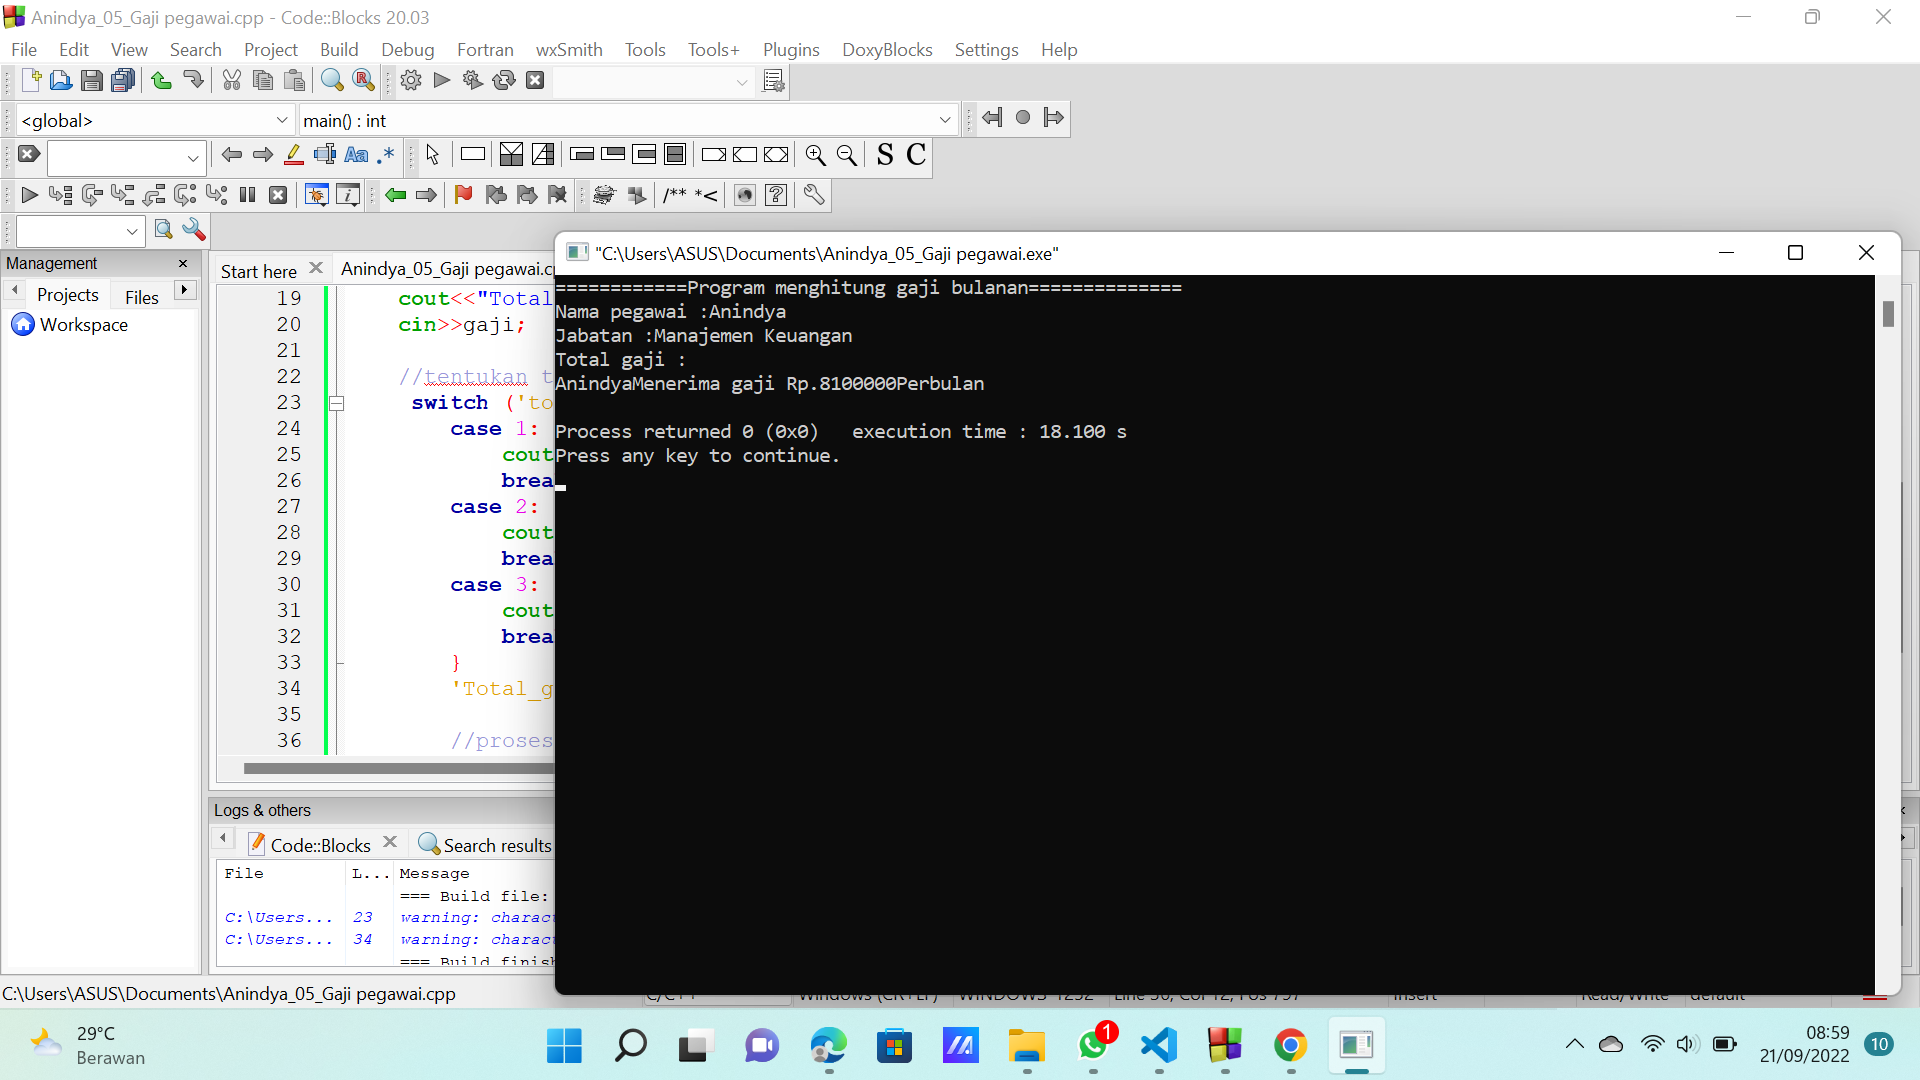 Anindya_05_Gaji pegawai.cpp - Code::Blocks 20.03
File Edit View Search Project Build Debug Fortran wxSmith Tools Tools+ Plugins DoxyBlocks Settings Help
<global> main() : int
S C
/** *<
Management
Projects Files
Workspace
Start here Anindya_05_Gaji pegawai.c
19 cout<<"Total
20 cin>>gaji;
21
22 //tentukan t
23 switch ('to
24 case 1:
25 cout
26 brea
27 case 2:
28 cout
29 brea
30 case 3:
31 cout
32 brea
33 }
34 'Total_g
35
36 //proses
"C:\Users\ASUS\Documents\Anindya_05_Gaji pegawai.exe"
============Program menghitung gaji bulanan==============
Nama pegawai :Anindya
Jabatan :Manajemen Keuangan
Total gaji :
AnindyaMenerima gaji Rp.8100000Perbulan
Process returned 0 (0x0) execution time : 18.100 s
Press any key to continue.
Logs & others
Code::Blocks Search results
File L... Message
=== Build file:
C:\Users... 23 warning: charact
C:\Users... 34 warning: charact
=== Build finish
C:\Users\ASUS\Documents\Anindya_05_Gaji pegawai.cpp
29°C
Berawan
1
08:59
21/09/2022
10